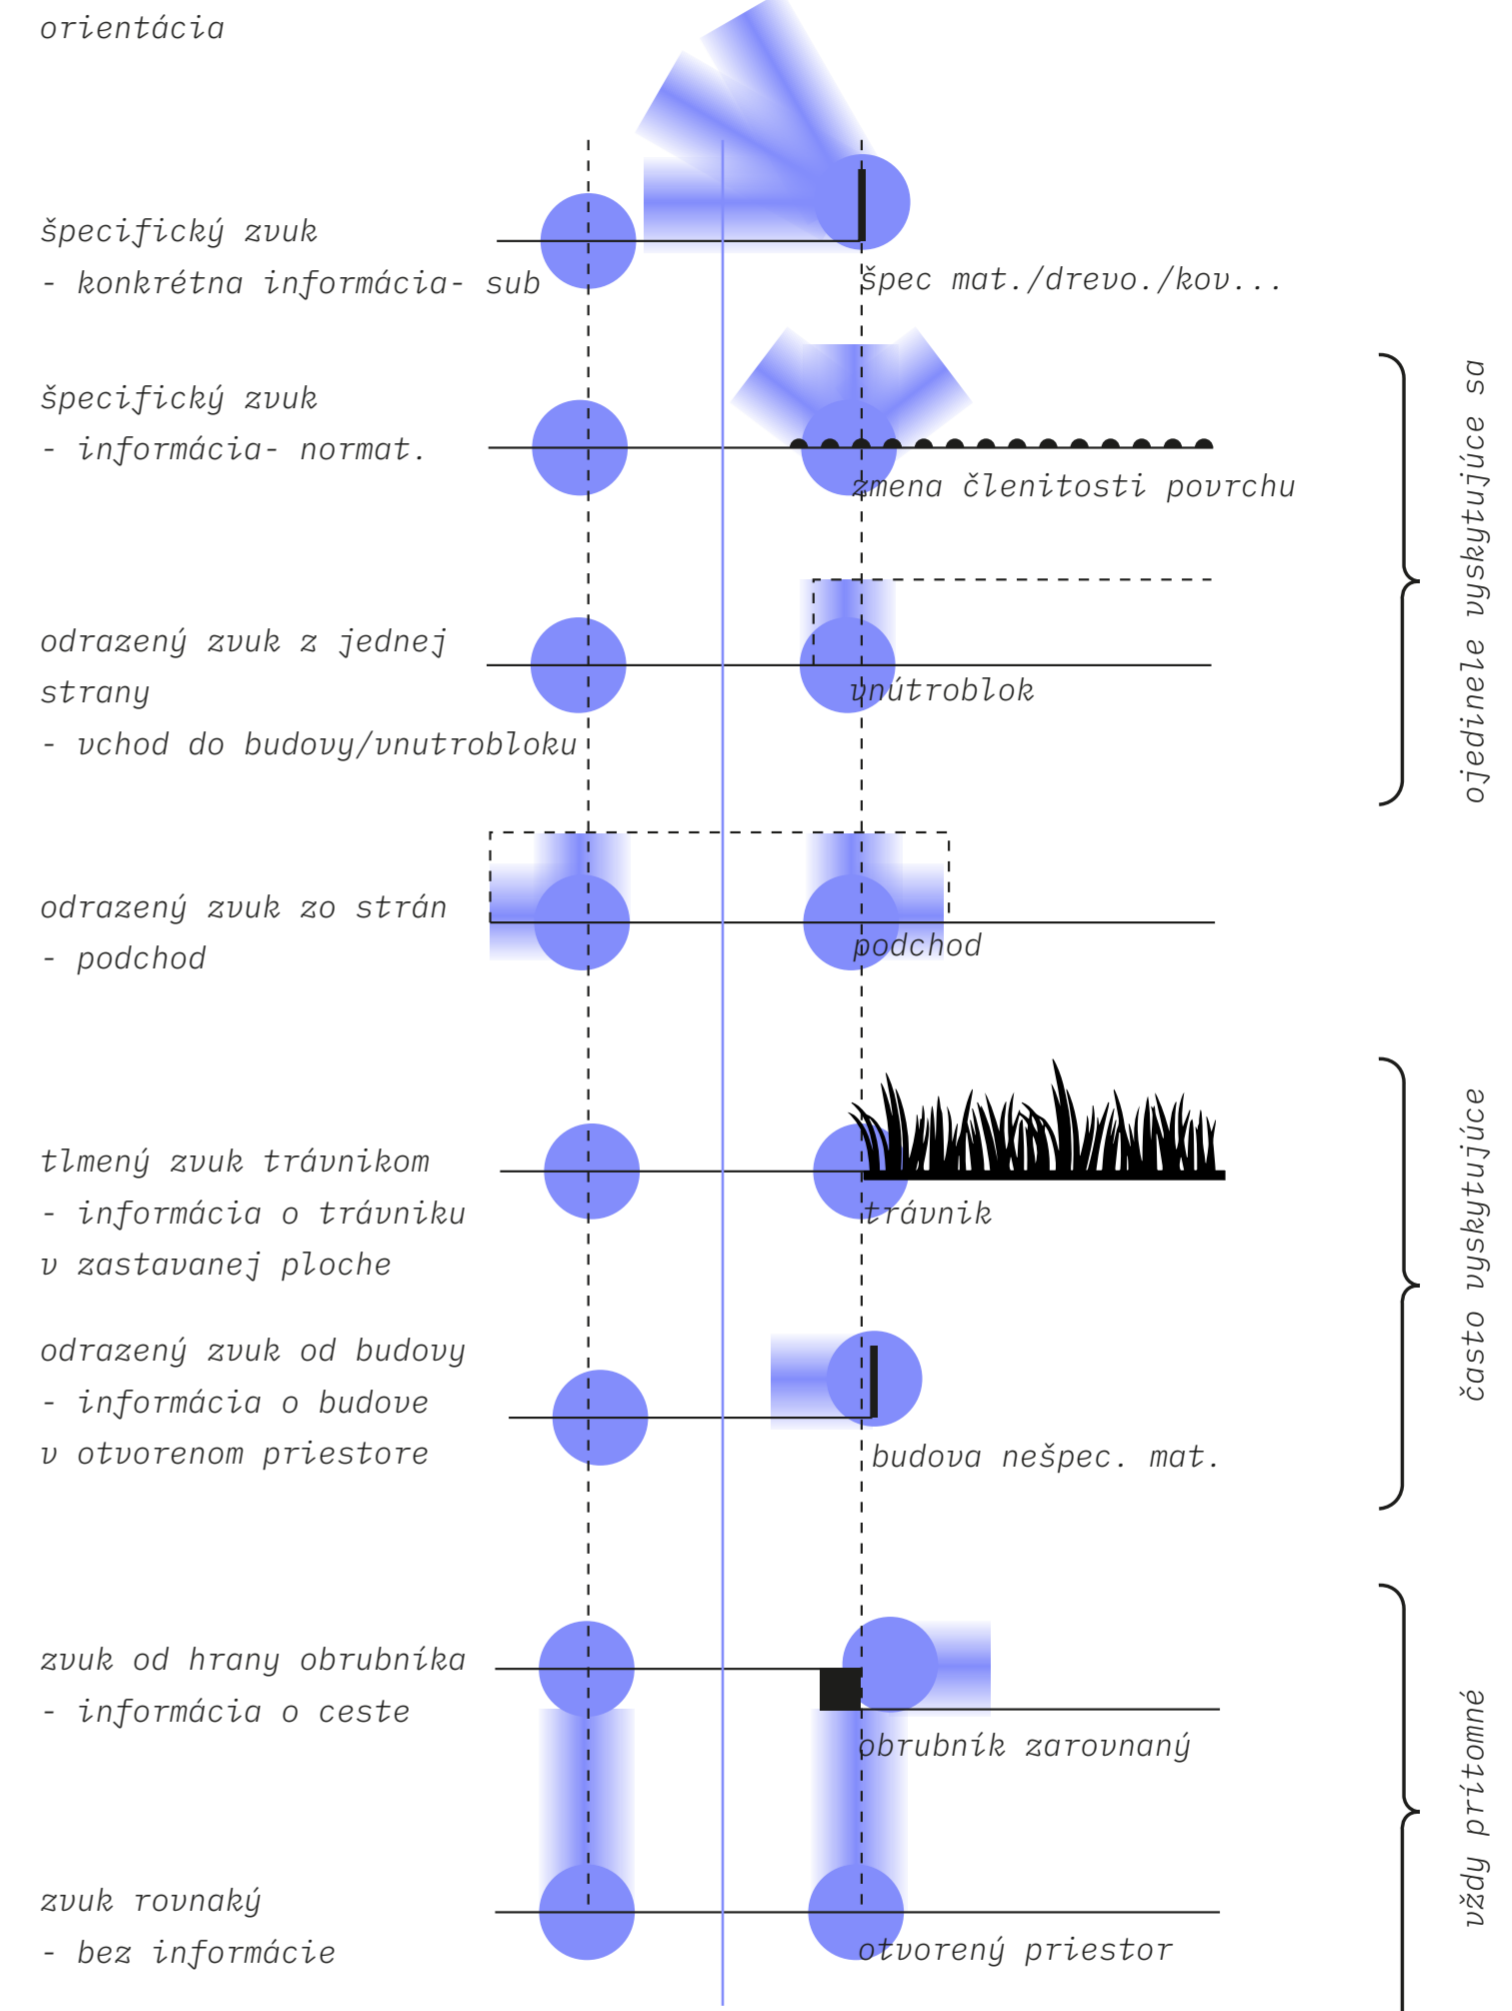 orientácia
špecifický zvuk
- konkrétna informácia- sub
špec mat./drevo./kov...
špecifický zvuk
- informácia- normat.
zmena členitosti povrchu
ojedinele vyskytujúce sa
odrazený zvuk z jednej
strany
- vchod do budovy/vnutrobloku
vnútroblok
odrazený zvuk zo strán
- podchod
podchod
tlmený zvuk trávnikom
- informácia o trávniku
v zastavanej ploche
trávnik
často vyskytujúce
odrazený zvuk od budovy
- informácia o budove
v otvorenom priestore
budova nešpec. mat.
zvuk od hrany obrubníka
- informácia o ceste
obrubník zarovnaný
vždy prítomné
zvuk rovnaký
- bez informácie
otvorený priestor